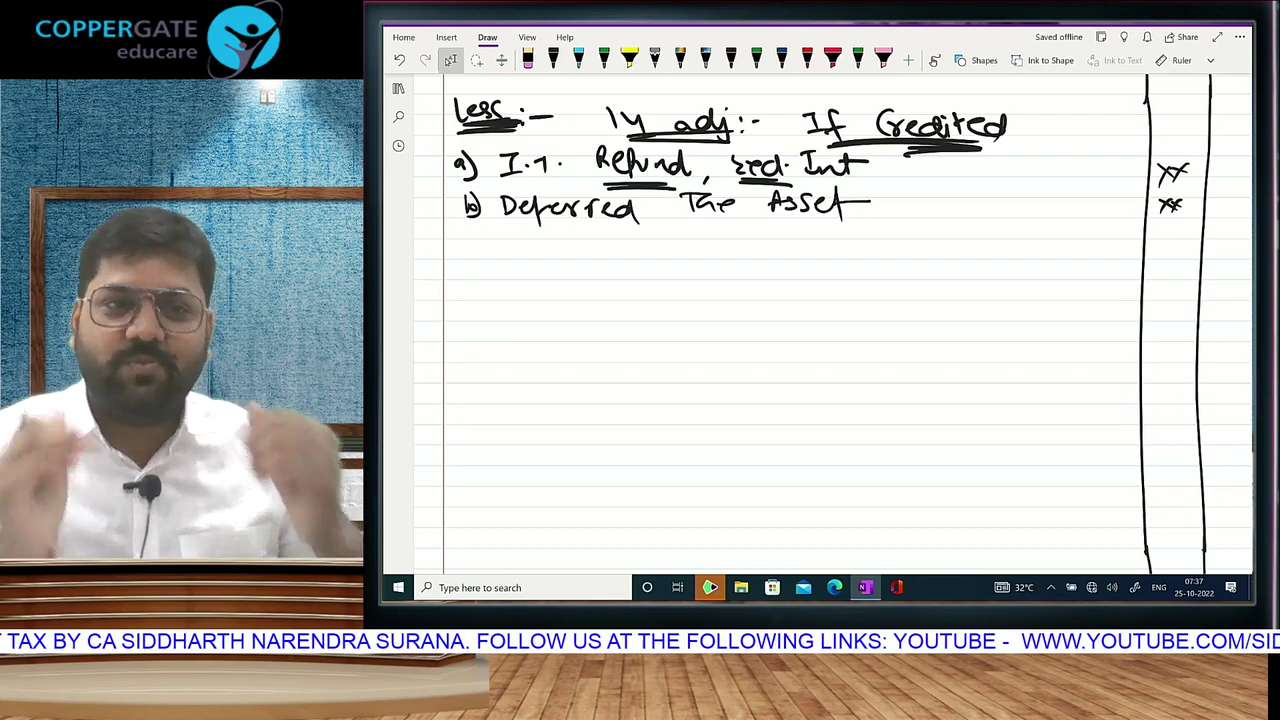 COPPERGATE
educare
Home Insert Draw View Help
Saved offline
Share
Shapes
Ink to Shape
Ink to Text
Ruler
Less:-
adj:- If Credited
a) I.T. Refund, Int
b) Deferred Tax Asset
XX
XX
Type here to search
32°C
ENG
07:37
25-10-2022
T TAX BY CA SIDDHARTH NARENDRA SURANA. FOLLOW US AT THE FOLLOWING LINKS: YOUTUBE - WWW.YOUTUBE.COM/SID